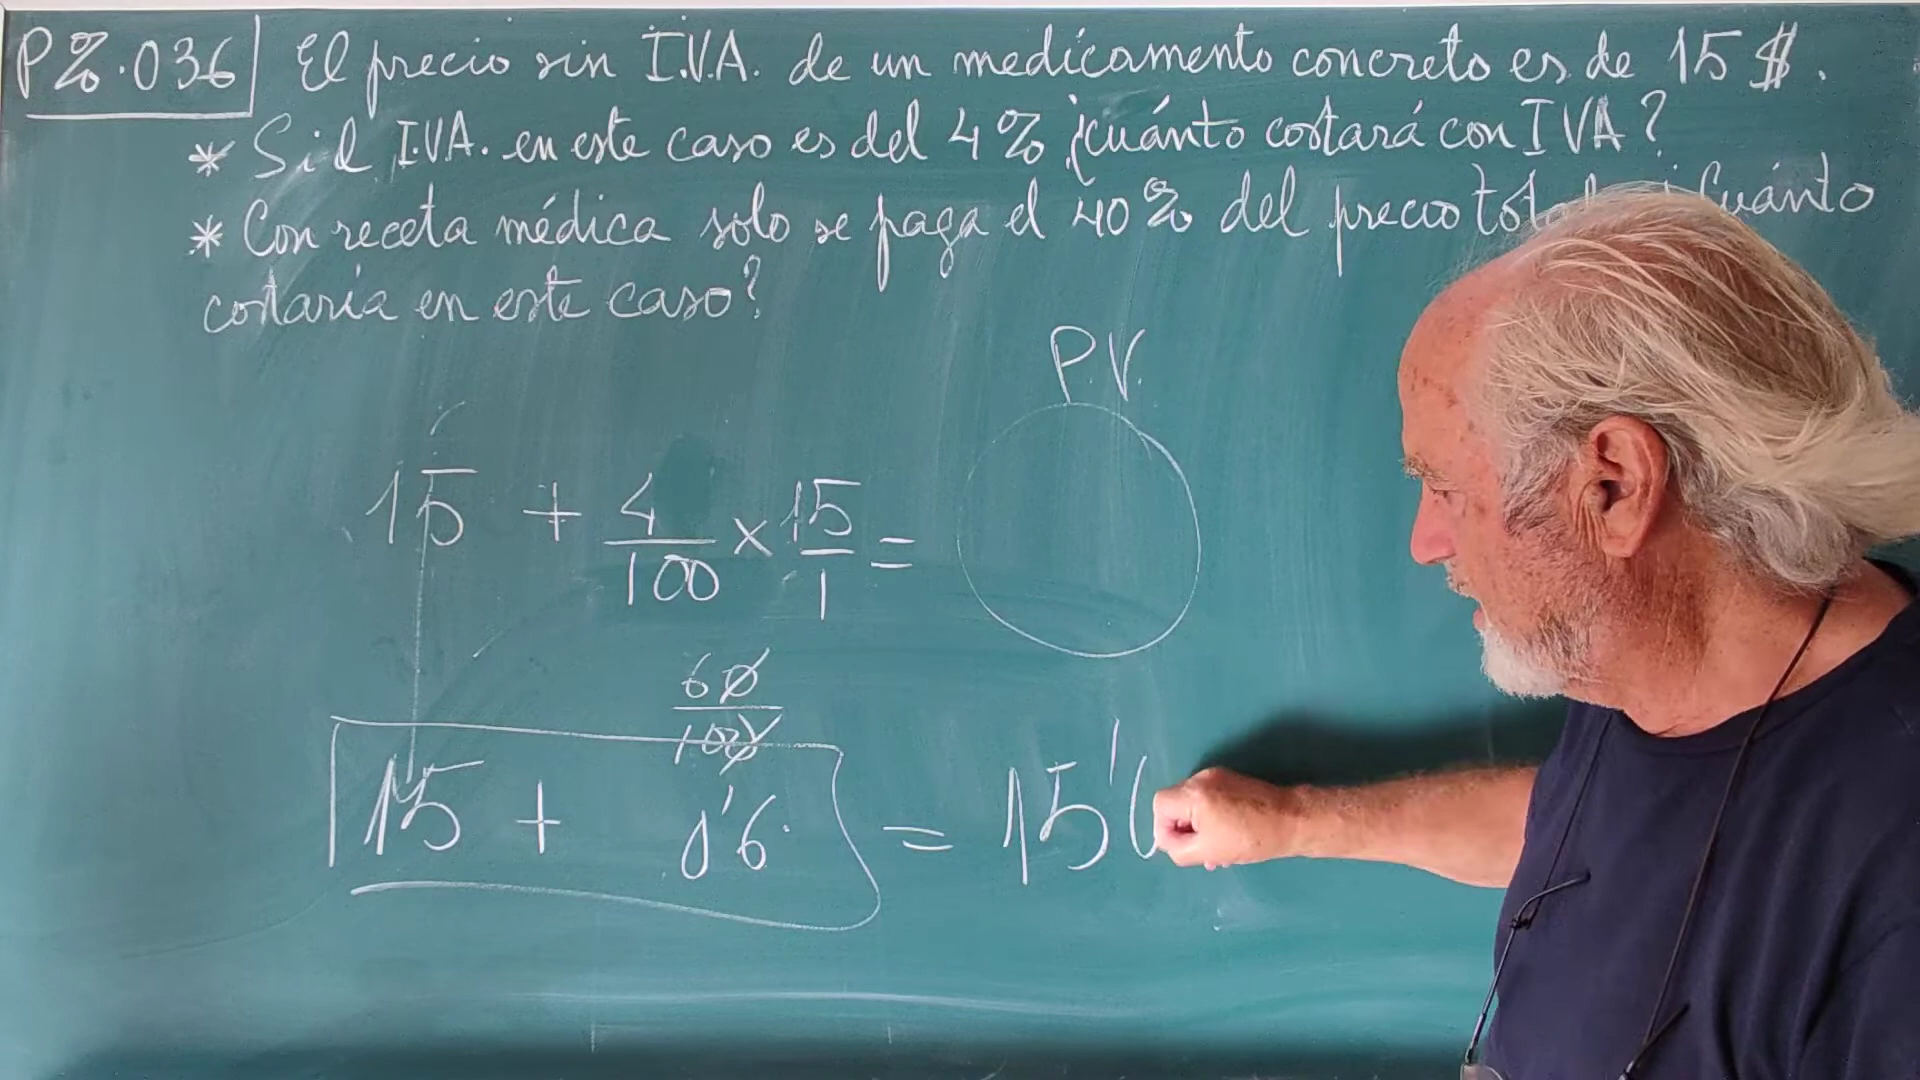 P%.036 El precio sin I.V.A. de un medicamento concreto es de 15 $.
* Si el I.V.A. en este caso es del 4% ¿cuánto costará con IVA?
* Con receta médica solo se paga el 40% del precio total. ¿Cuánto
costaría en este caso?
P.V.
15 + 4/100 × 15/1 =
60/100
15 + 0'6 = 15'